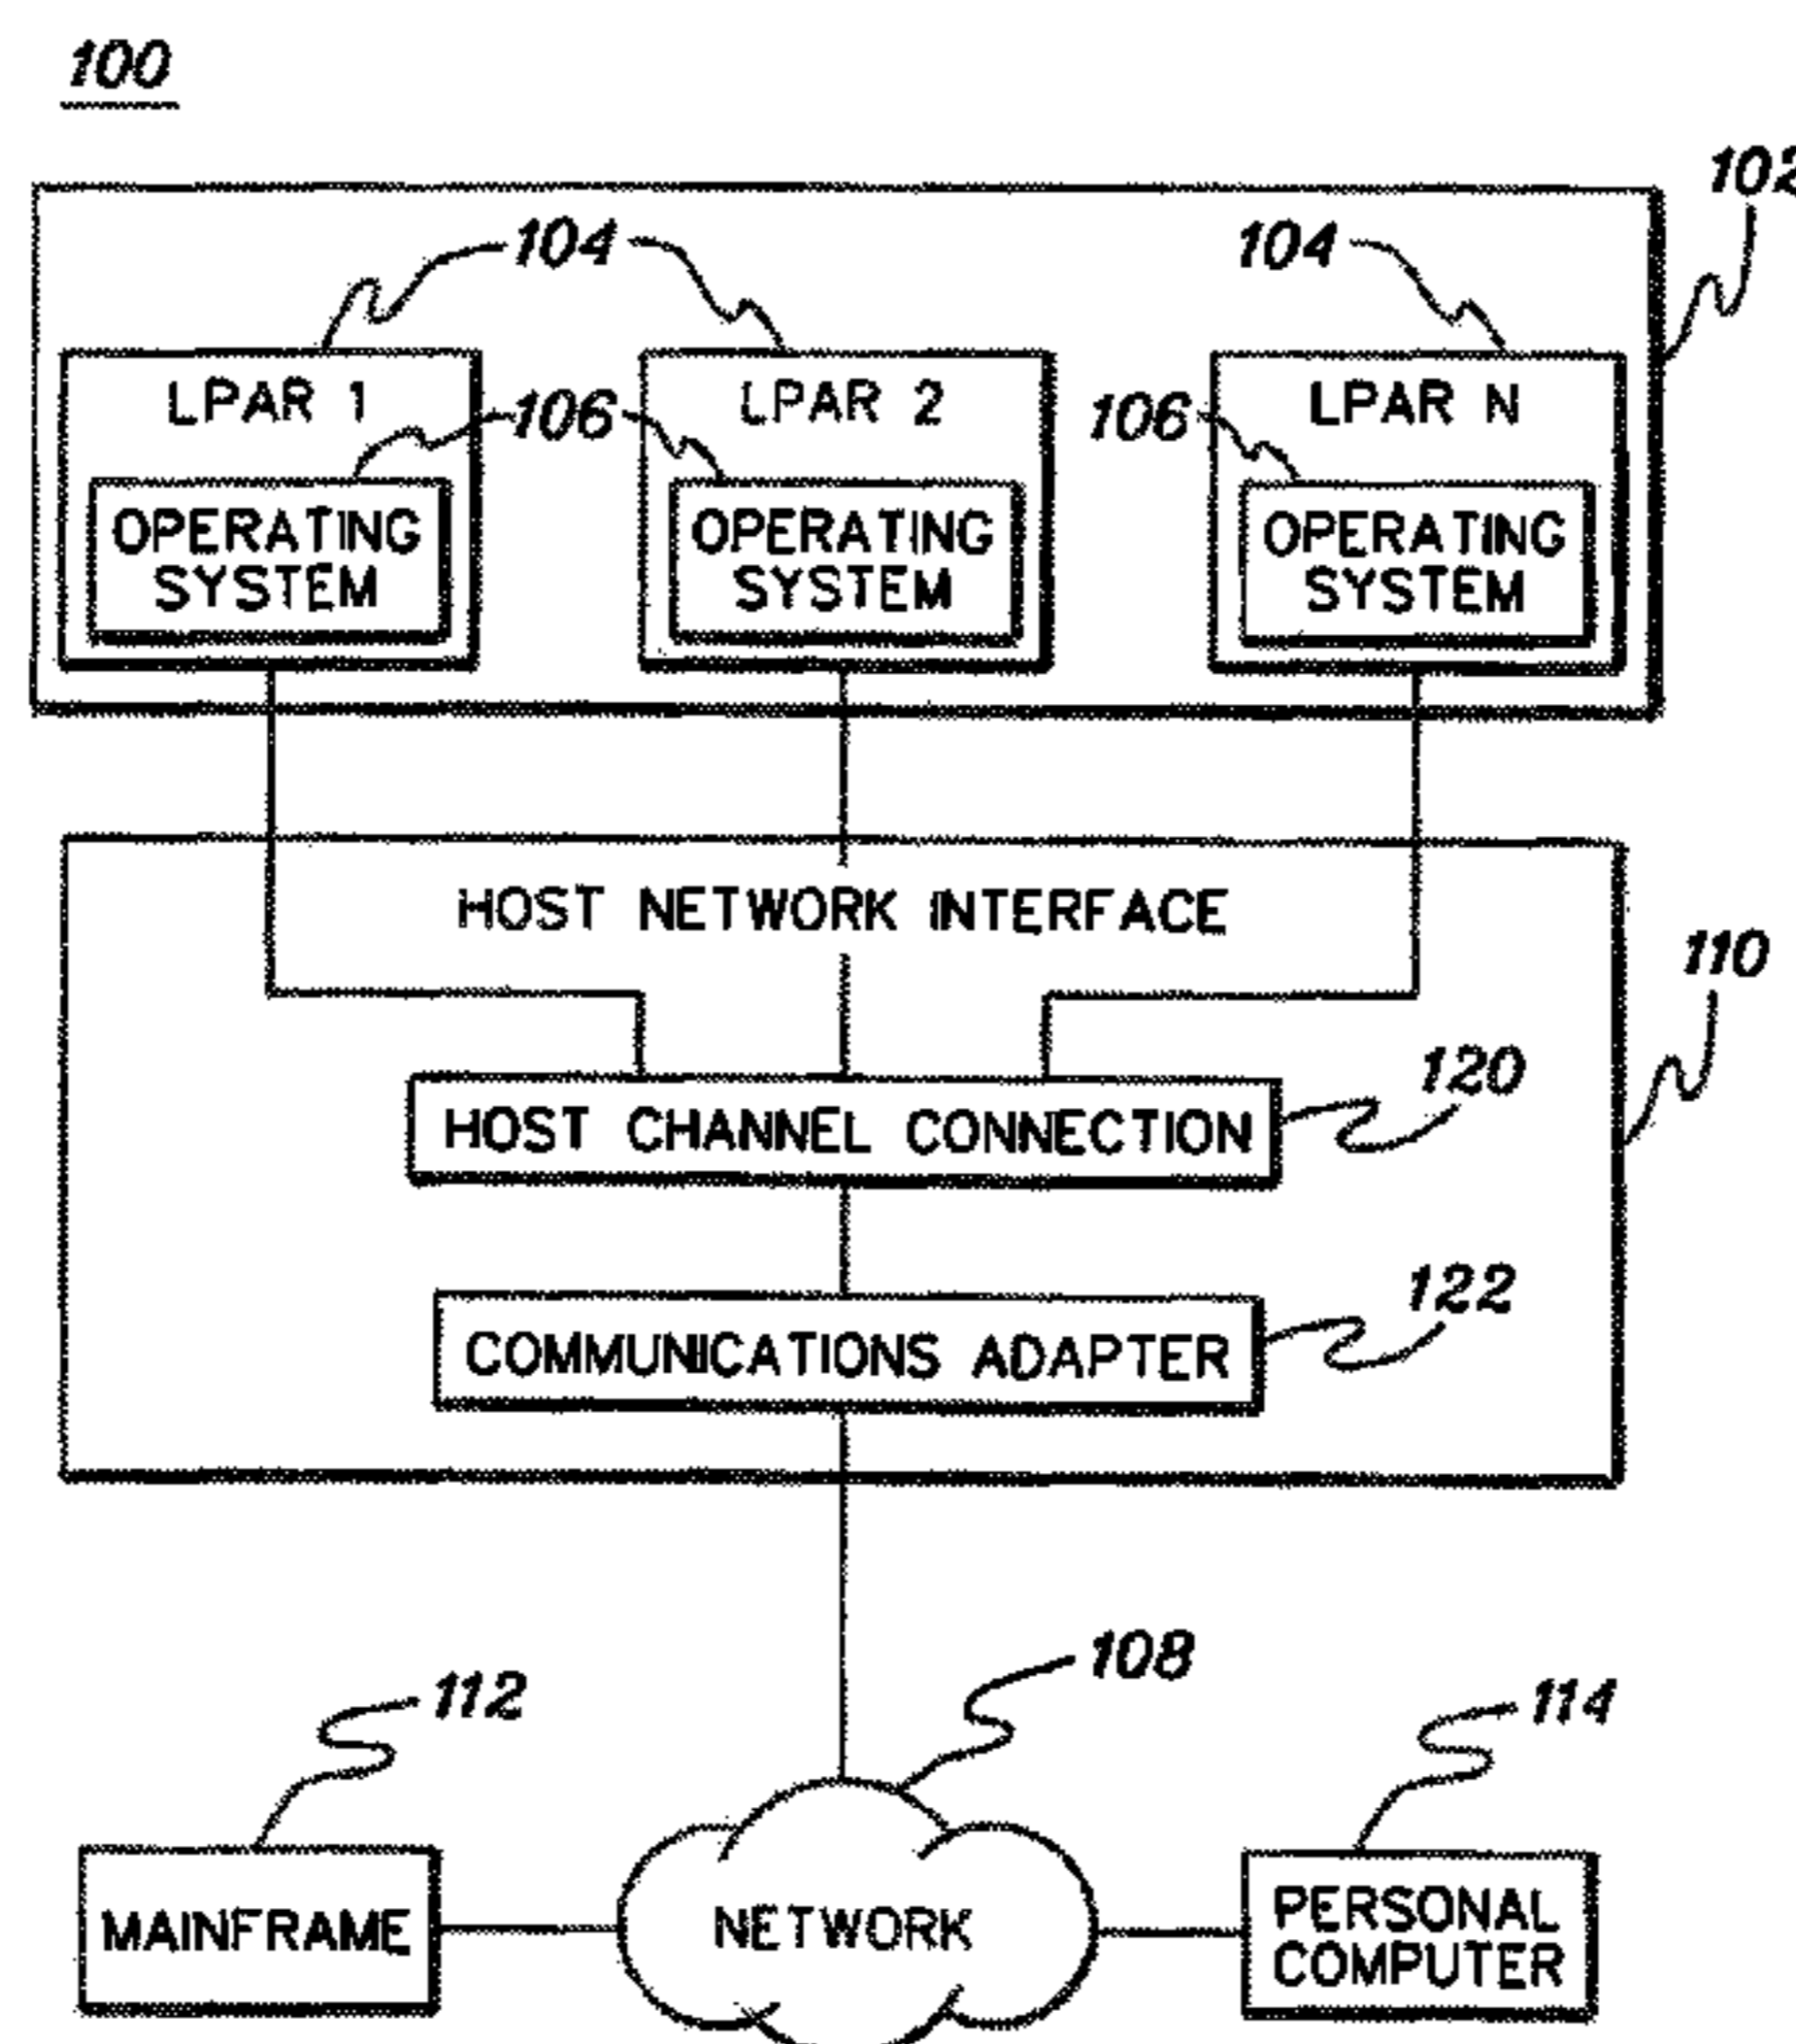 100
102
104 104
LPAR 1 LPAR 2 LPAR N
106 106
OPERATING OPERATING OPERATING
SYSTEM SYSTEM SYSTEM
HOST NETWORK INTERFACE
110
120
HOST CHANNEL CONNECTION
122
COMMUNICATIONS ADAPTER
108
112 114
MAINFRAME NETWORK PERSONAL
COMPUTER